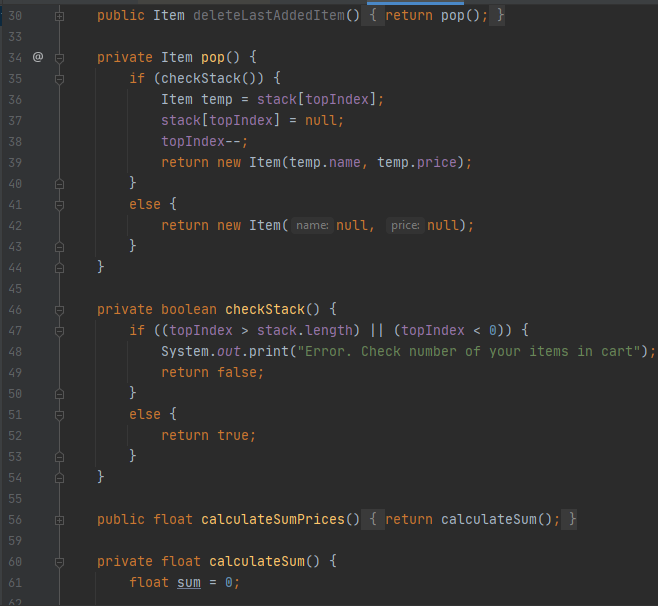 30 public Item deleteLastAddedItem() { return pop(); }
33
34 @ private Item pop() {
35 if (checkStack()) {
36 Item temp = stack[topIndex];
37 stack[topIndex] = null;
38 topIndex--;
39 return new Item(temp.name, temp.price);
40 }
41 else {
42 return new Item( name: null, price: null);
43 }
44 }
45
46 private boolean checkStack() {
47 if ((topIndex > stack.length) || (topIndex < 0)) {
48 System.out.print("Error. Check number of your items in cart");
49 return false;
50 }
51 else {
52 return true;
53 }
54 }
55
56 public float calculateSumPrices() { return calculateSum(); }
59
60 private float calculateSum() {
61 float sum = 0;
62